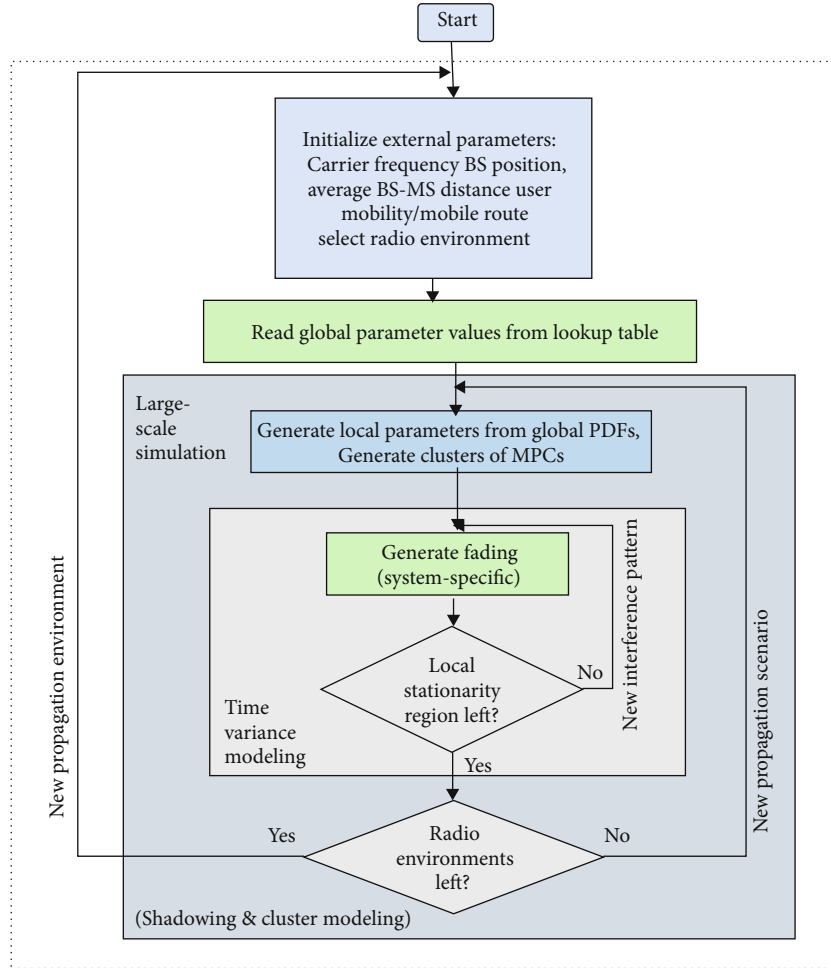 Start
Initialize external parameters:
Carrier frequency BS position,
average BS-MS distance user
mobility/mobile route
select radio environment
Read global parameter values from lookup table
Large-
scale
simulation
Generate local parameters from global PDFs,
Generate clusters of MPCs
Generate fading
(system-specific)
New interference pattern
Local
stationarity
region left?
No
Time
variance
modeling
Yes
New propagation environment
New propagation scenario
Yes
Radio
environments
left?
No
(Shadowing & cluster modeling)